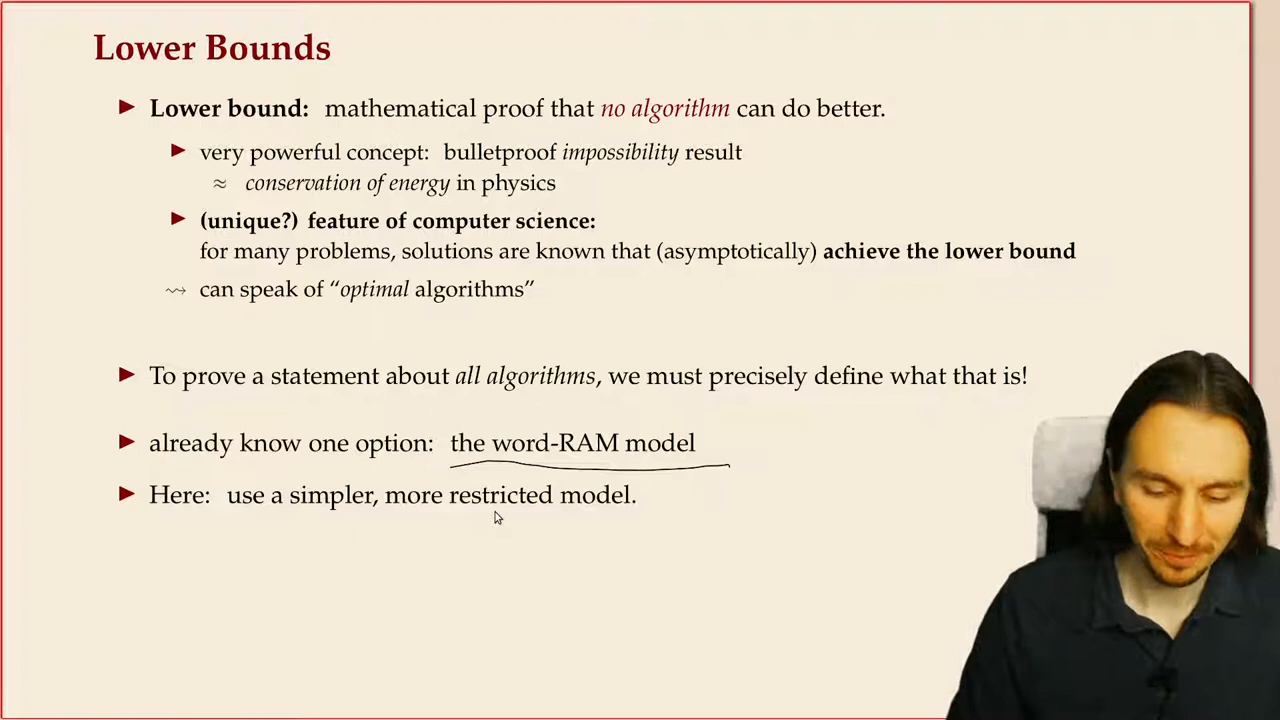 Lower Bounds
▶ Lower bound: mathematical proof that no algorithm can do better.
▶ very powerful concept: bulletproof impossibility result
≈ conservation of energy in physics
▶ (unique?) feature of computer science:
for many problems, solutions are known that (asymptotically) achieve the lower bound
⇝ can speak of “optimal algorithms”
▶ To prove a statement about all algorithms, we must precisely define what that is!
▶ already know one option: the word-RAM model
▶ Here: use a simpler, more restricted model.